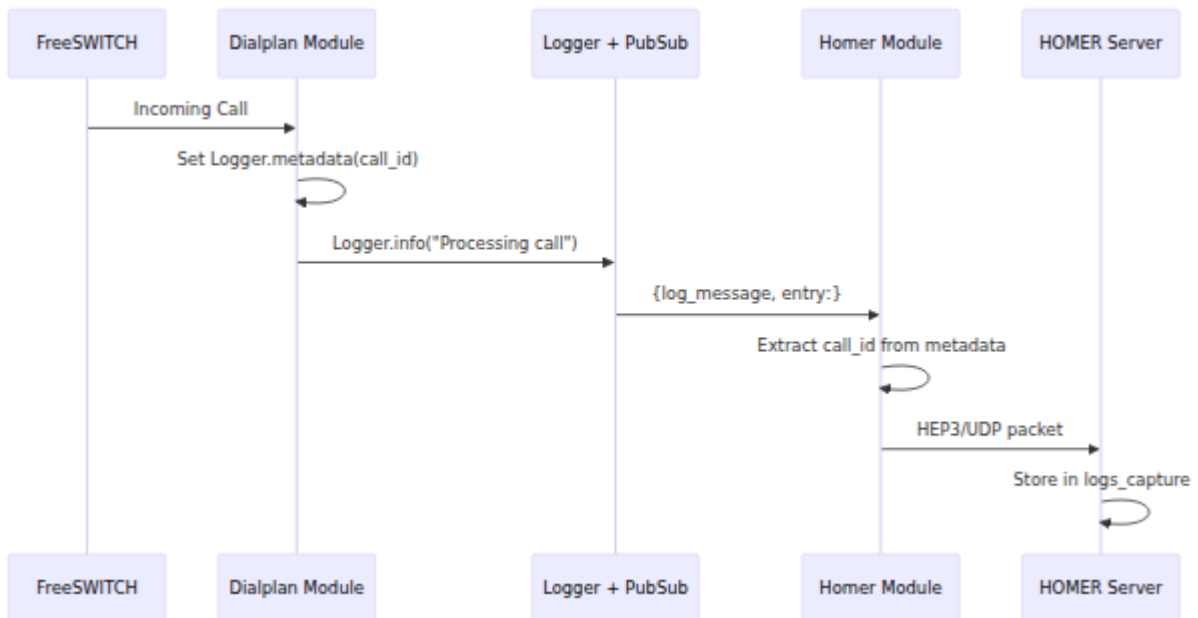 FreeSWITCH
Dialplan Module
Logger + PubSub
Homer Module
HOMER Server
Incoming Call
Set Logger.metadata(call_id)
Logger.info("Processing call")
{log_message, entry:}
Extract call_id from metadata
HEP3/UDP packet
Store in logs_capture
FreeSWITCH
Dialplan Module
Logger + PubSub
Homer Module
HOMER Server